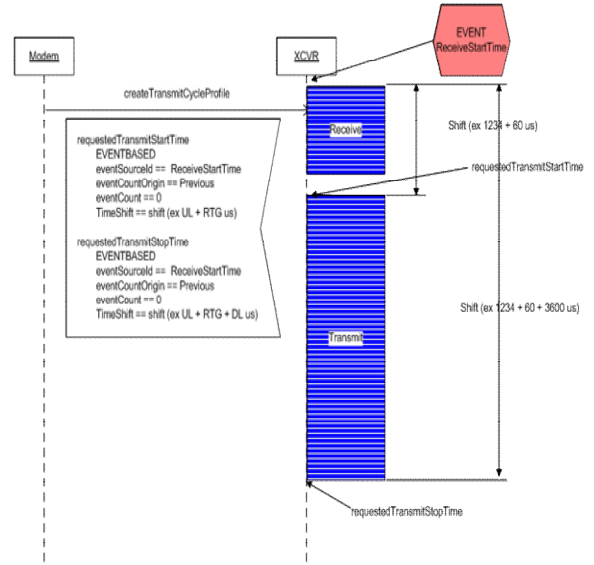 EVENT
ReceiveStartTime
Modem
XCVR
createTransmitCycleProfile
Receive
Shift (ex 1234 + 60 us)
requestedTransmitStartTime
EVENTBASED
eventSourceId == ReceiveStartTime
eventCountOrigin == Previous
eventCount == 0
TimeShift == shift (ex UL + RTG us)
requestedTransmitStopTime
EVENTBASED
eventSourceId == ReceiveStartTime
eventCountOrigin == Previous
eventCount == 0
TimeShift == shift (ex UL + RTG + DL us)
requestedTransmitStartTime
Shift (ex 1234 + 60 + 3600 us)
Transmit
requestedTransmitStopTime